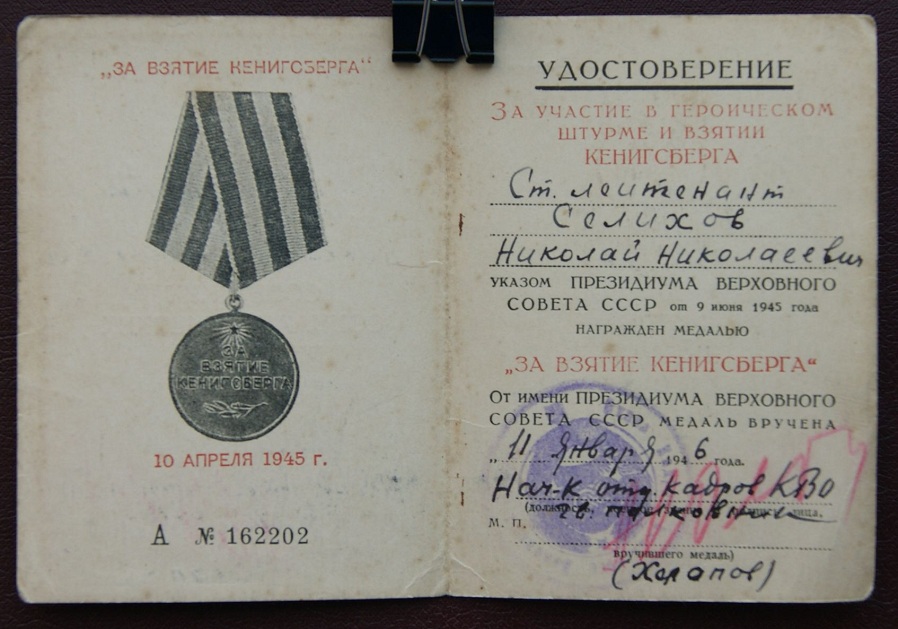 „ЗА ВЗЯТИЕ КЕНИГСБЕРГА“
ЗА
ВЗЯТИЕ
КЕНИГСБЕРГА
10 АПРЕЛЯ 1945 г.
А № 162202
УДОСТОВЕРЕНИЕ
ЗА УЧАСТИЕ В ГЕРОИЧЕСКОМ
ШТУРМЕ И ВЗЯТИИ
КЕНИГСБЕРГА
Ст. лейтенант
Селихов
Николай Николаевич
УКАЗОМ ПРЕЗИДИУМА ВЕРХОВНОГО
СОВЕТА СССР от 9 июня 1945 года
НАГРАЖДЕН МЕДАЛЬЮ
„ЗА ВЗЯТИЕ КЕНИГСБЕРГА“
От имени ПРЕЗИДИУМА ВЕРХОВНОГО
СОВЕТА СССР МЕДАЛЬ ВРУЧЕНА
„11 Января 1946 года.
Нач-к отд. кадров КВО
полковник
М. П.
вручившего медаль)
(Харапов)